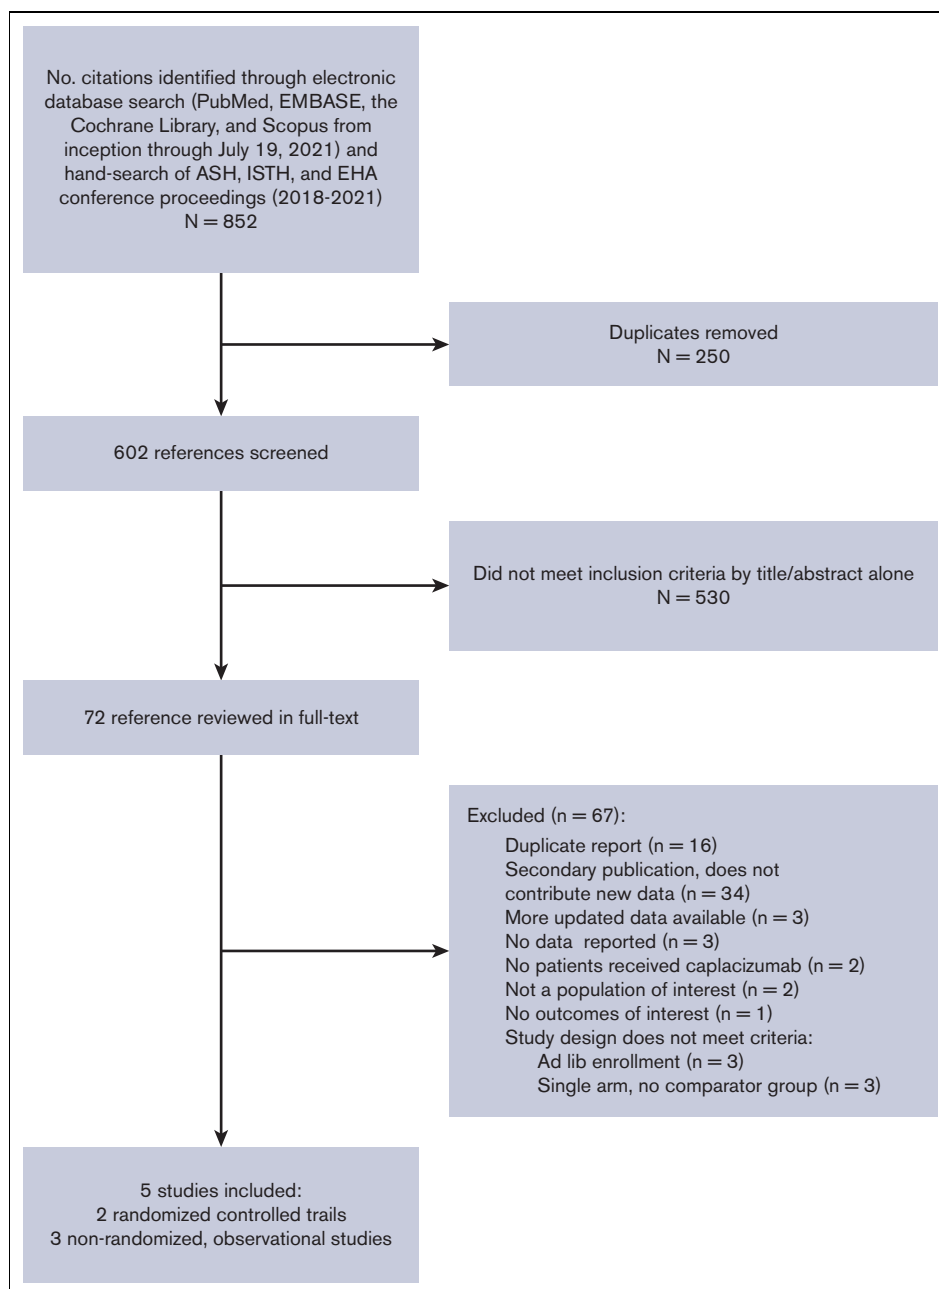 No. citations identified through electronic
database search (PubMed, EMBASE, the
Cochrane Library, and Scopus from
inception through July 19, 2021) and
hand-search of ASH, ISTH, and EHA
conference proceedings (2018-2021)
N = 852
Duplicates removed
N = 250
602 references screened
Did not meet inclusion criteria by title/abstract alone
N = 530
72 reference reviewed in full-text
Excluded (n = 67):
Duplicate report (n = 16)
Secondary publication, does not
contribute new data (n = 34)
More updated data available (n = 3)
No data reported (n = 3)
No patients received caplacizumab (n = 2)
Not a population of interest (n = 2)
No outcomes of interest (n = 1)
Study design does not meet criteria:
Ad lib enrollment (n = 3)
Single arm, no comparator group (n = 3)
5 studies included:
2 randomized controlled trails
3 non-randomized, observational studies